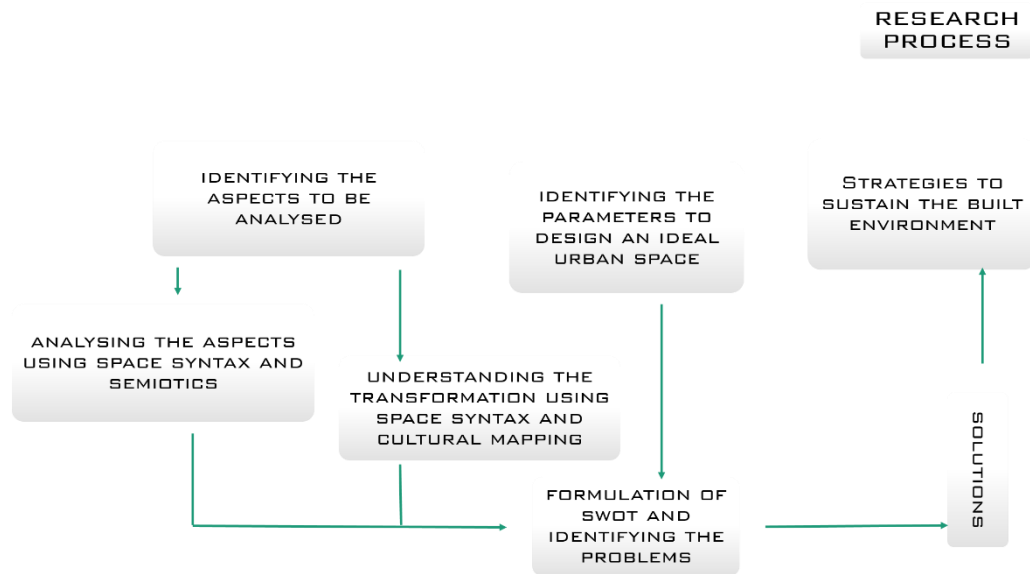 RESEARCH
PROCESS
IDENTIFYING THE
ASPECTS TO BE
ANALYSED
IDENTIFYING THE
PARAMETERS TO
DESIGN AN IDEAL
URBAN SPACE
STRATEGIES TO
SUSTAIN THE BUILT
ENVIRONMENT
ANALYSING THE ASPECTS
USING SPACE SYNTAX AND
SEMIOTICS
UNDERSTANDING THE
TRANSFORMATION USING
SPACE SYNTAX AND
CULTURAL MAPPING
FORMULATION OF
SWOT AND
IDENTIFYING THE
PROBLEMS
SOLUTIONS